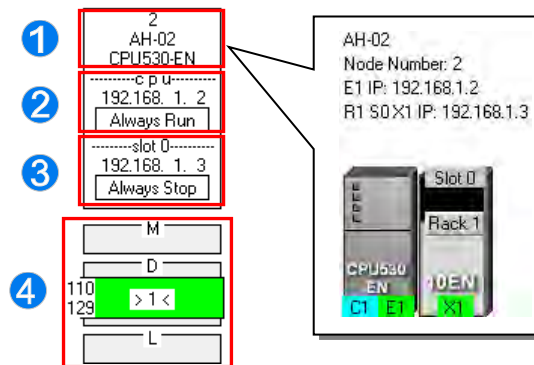 1
2
AH-02
CPU530-EN
2
--------c p u--------
192.168. 1. 2
Always Run
3
--------slot 0--------
192.168. 1. 3
Always Stop
4
M
D
110
129
> 1 <
L
AH-02
Node Number: 2
E1 IP: 192.168.1.2
R1 S0 X1 IP: 192.168.1.3
Slot 0
Rack 1
CPU530
EN
10EN
C1 E1
X1